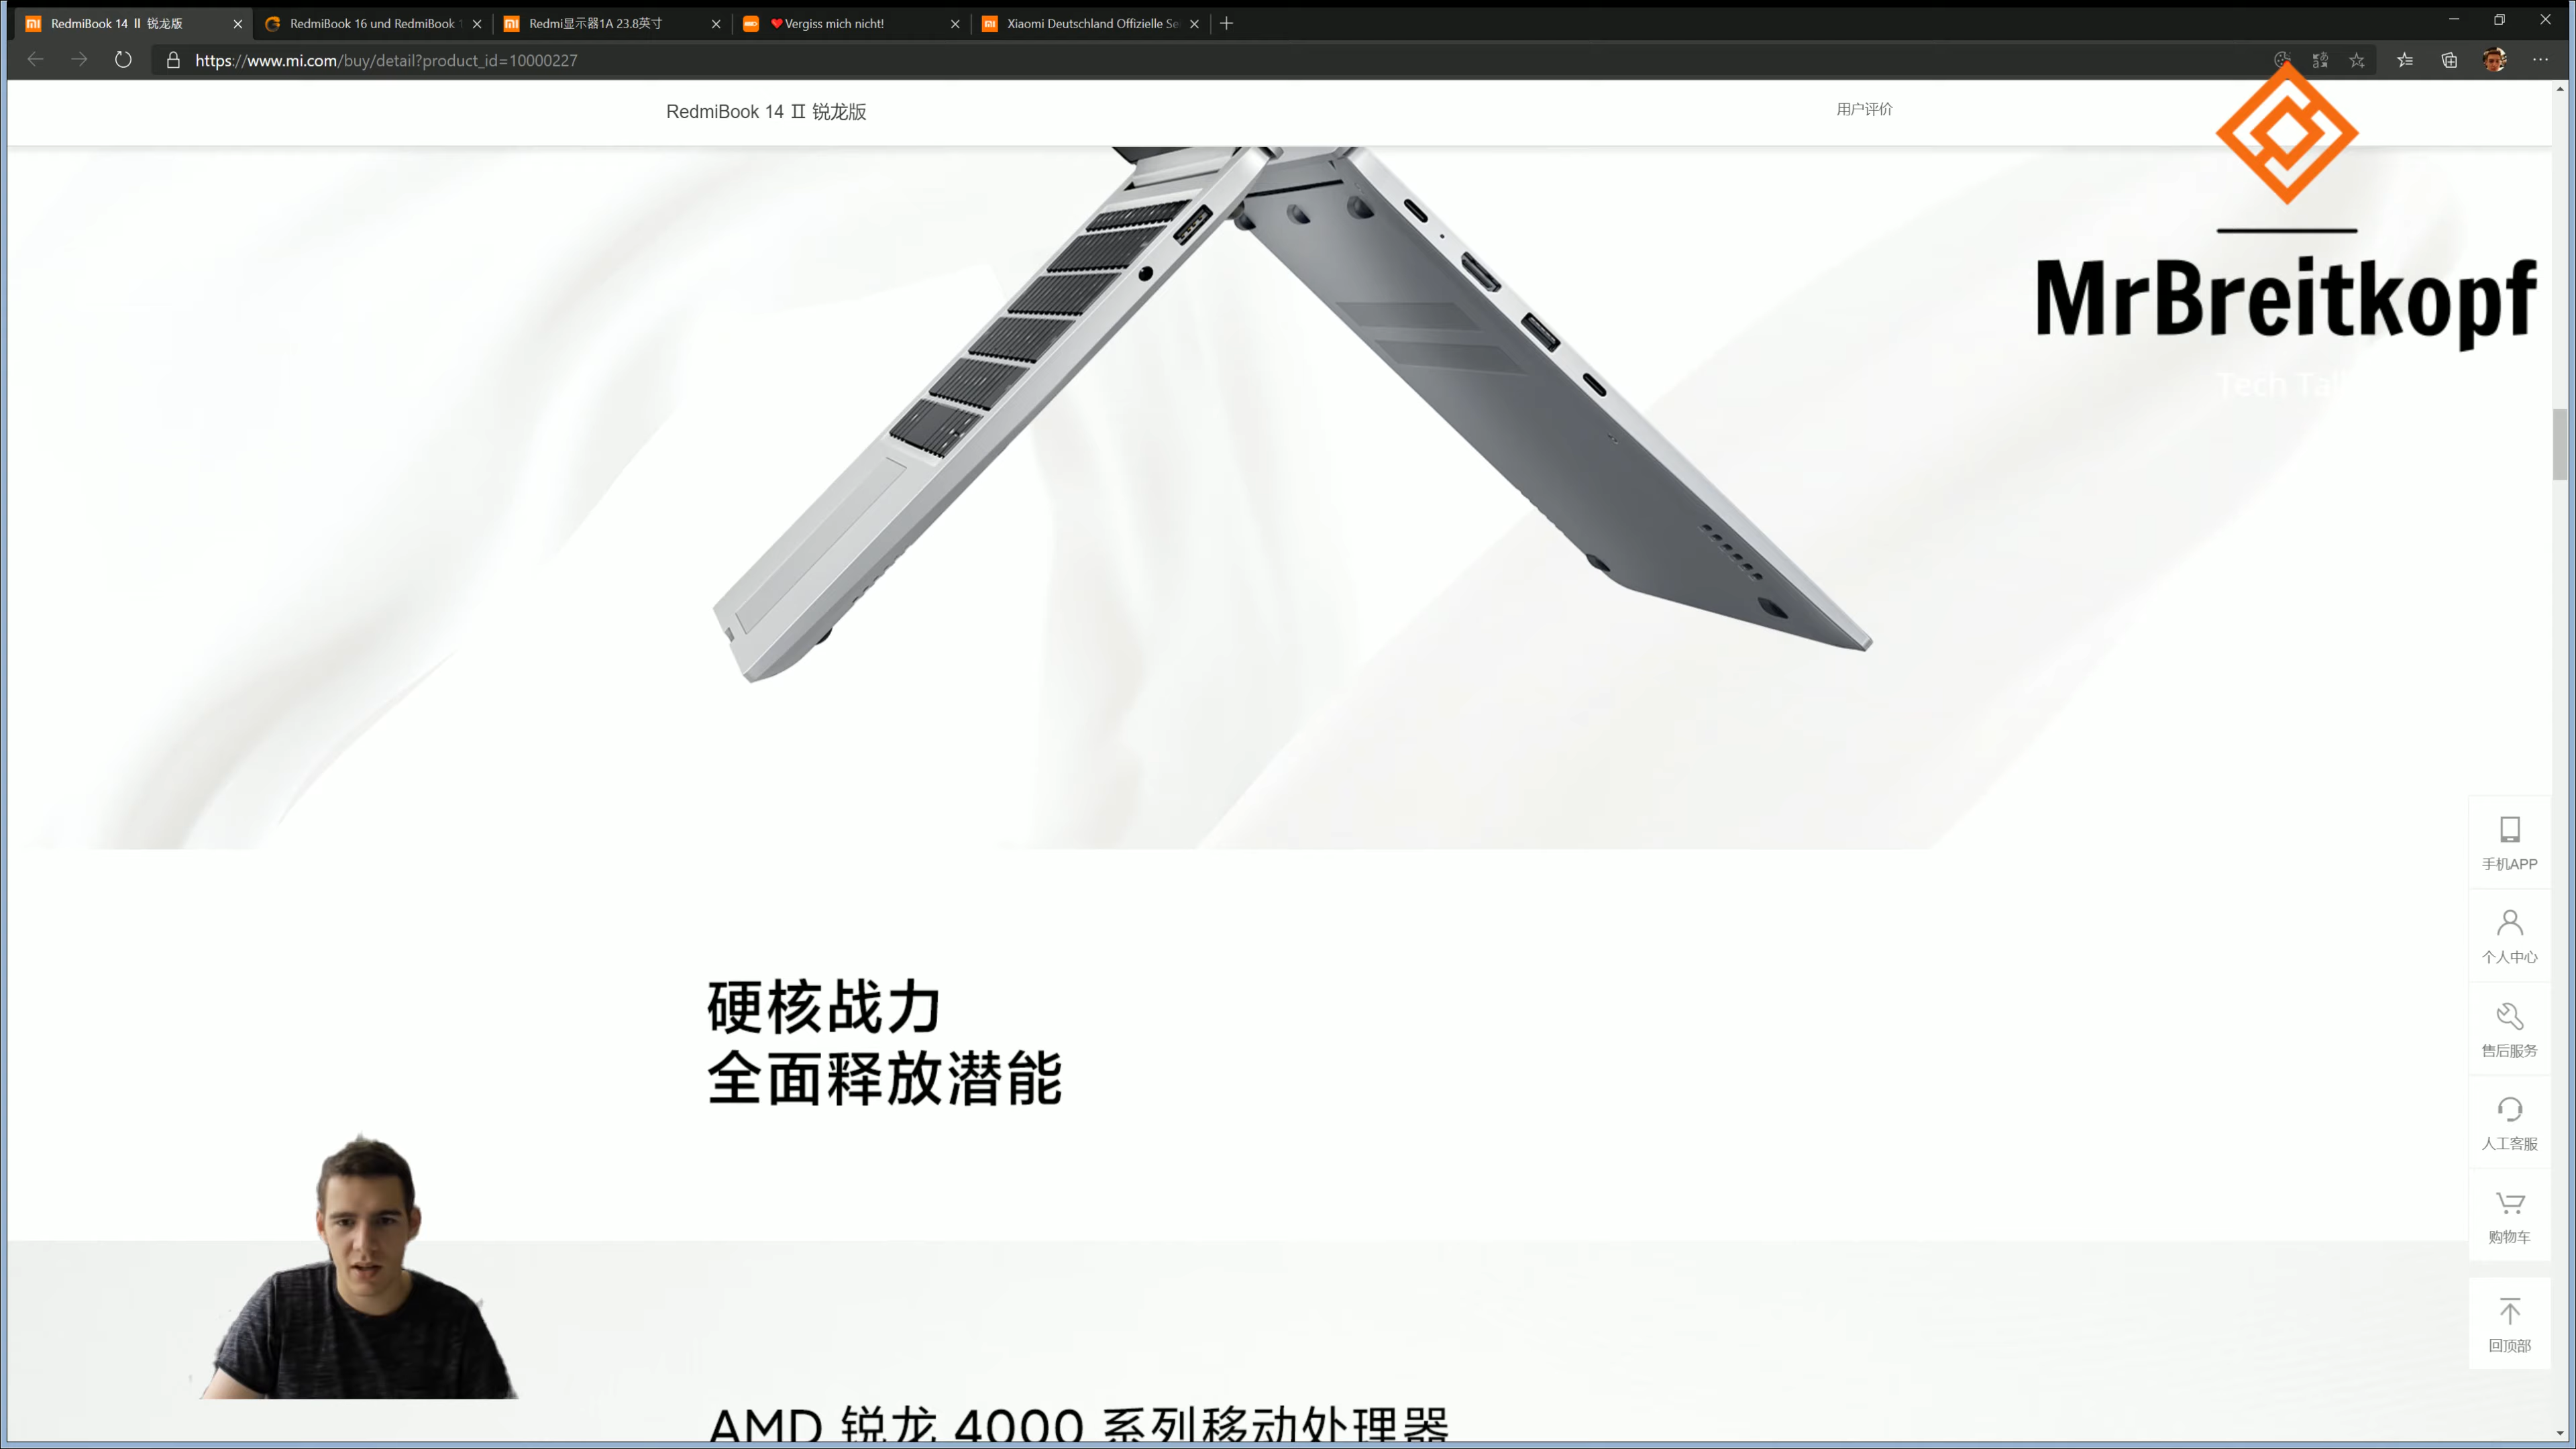 RedmiBook 14 Ⅱ 锐龙版
RedmiBook 16 und RedmiBook
Redmi显示器1A 23.8英寸
❤Vergiss mich nicht!
Xiaomi Deutschland Offizielle Se
https://www.mi.com/buy/detail?product_id=10000227
RedmiBook 14 Ⅱ 锐龙版
用户评价
MrBreitkopf
Tech Tal
手机APP
个人中心
硬核战力
全面释放潜能
售后服务
人工客服
购物车
回顶部
AMD 锐龙 4000 系列移动处理器